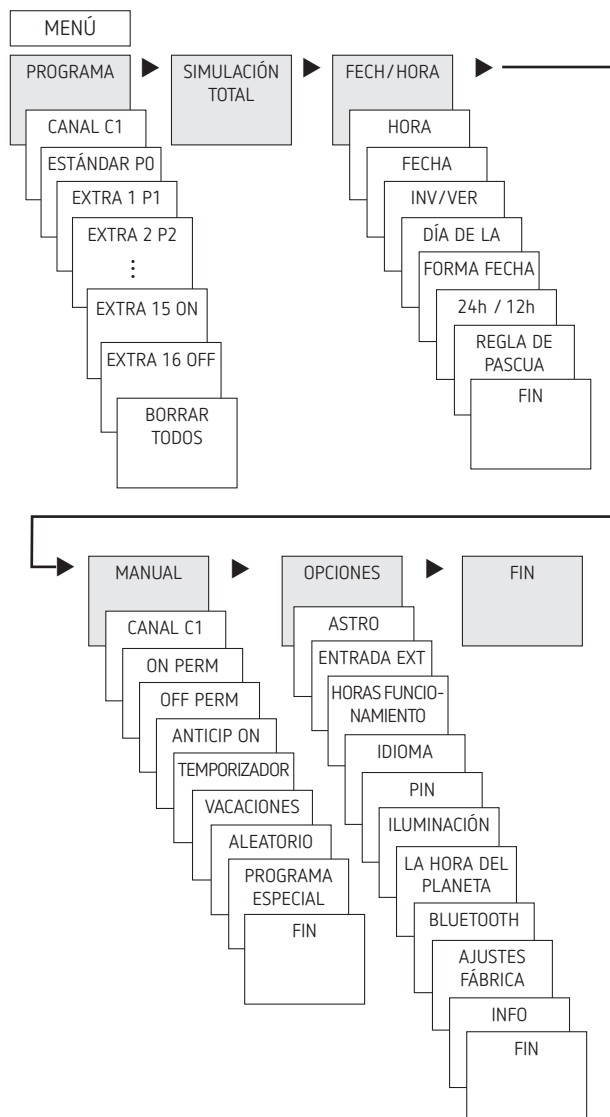 MENÚ
PROGRAMA
CANAL C1
ESTÁNDAR P0
EXTRA 1 P1
EXTRA 2 P2
⋮
EXTRA 15 ON
EXTRA 16 OFF
BORRAR
TODOS
SIMULACIÓN
TOTAL
FECH/HORA
HORA
FECHA
INV/VER
DÍA DE LA
FORMA FECHA
24h / 12h
REGLA DE
PASCUA
FIN
MANUAL
CANAL C1
ON PERM
OFF PERM
ANTICIP ON
TEMPORIZADOR
VACACIONES
ALEATORIO
PROGRAMA
ESPECIAL
FIN
OPCIONES
ASTRO
ENTRADA EXT
HORAS FUNCIO-
NAMIENTO
IDIOMA
PIN
ILUMINACIÓN
LA HORA DEL
PLANETA
BLUETOOTH
AJUSTES
FÁBRICA
INFO
FIN
FIN